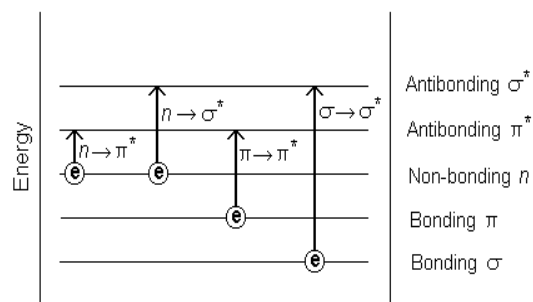 Energy
n→π*
n→σ*
π→π*
σ→σ*
e
e
e
e
Antibonding σ*
Antibonding π*
Non-bonding n
Bonding π
Bonding σ